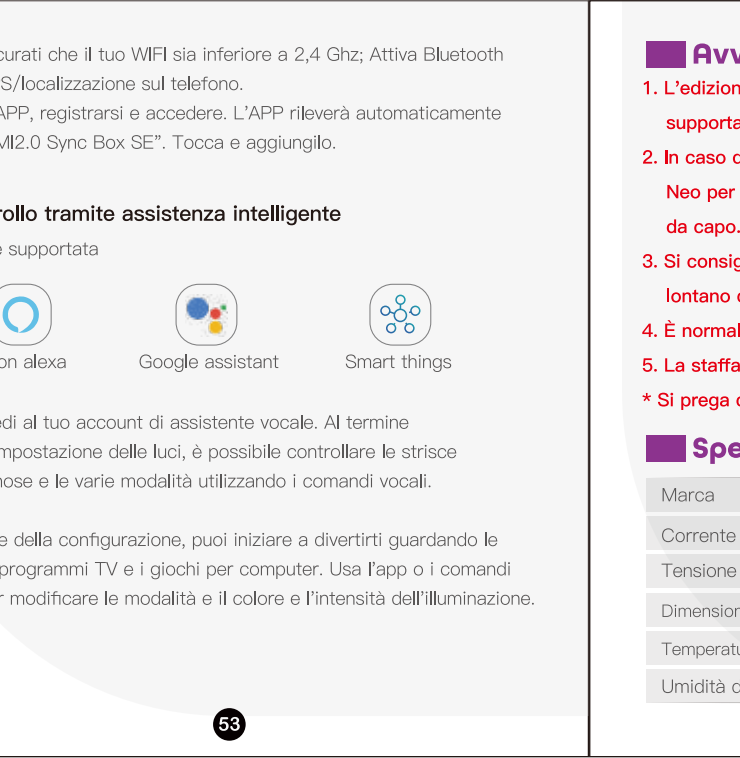 curati che il tuo WIFI sia inferiore a 2,4 Ghz; Attiva Bluetooth
S/localizzazione sul telefono.
APP, registrarsi e accedere. L'APP rileverà automaticamente
MI2.0 Sync Box SE”. Tocca e aggiungilo.
rollo tramite assistenza intelligente
e supportata
on alexa
Google assistant
Smart things
edi al tuo account di assistente vocale. Al termine
mpostazione delle luci, è possibile controllare le strisce
nose e le varie modalità utilizzando i comandi vocali.
e della configurazione, puoi iniziare a divertirti guardando le
programmi TV e i giochi per computer. Usa l'app o i comandi
r modificare le modalità e il colore e l'intensità dell'illuminazione.
53
Avv
1. L'edizion
supporta
2. In caso d
Neo per
da capo.
3. Si consig
lontano d
4. È normal
5. La staffa
* Si prega d
Spe
Marca
Corrente
Tensione
Dimension
Temperatu
Umidità d